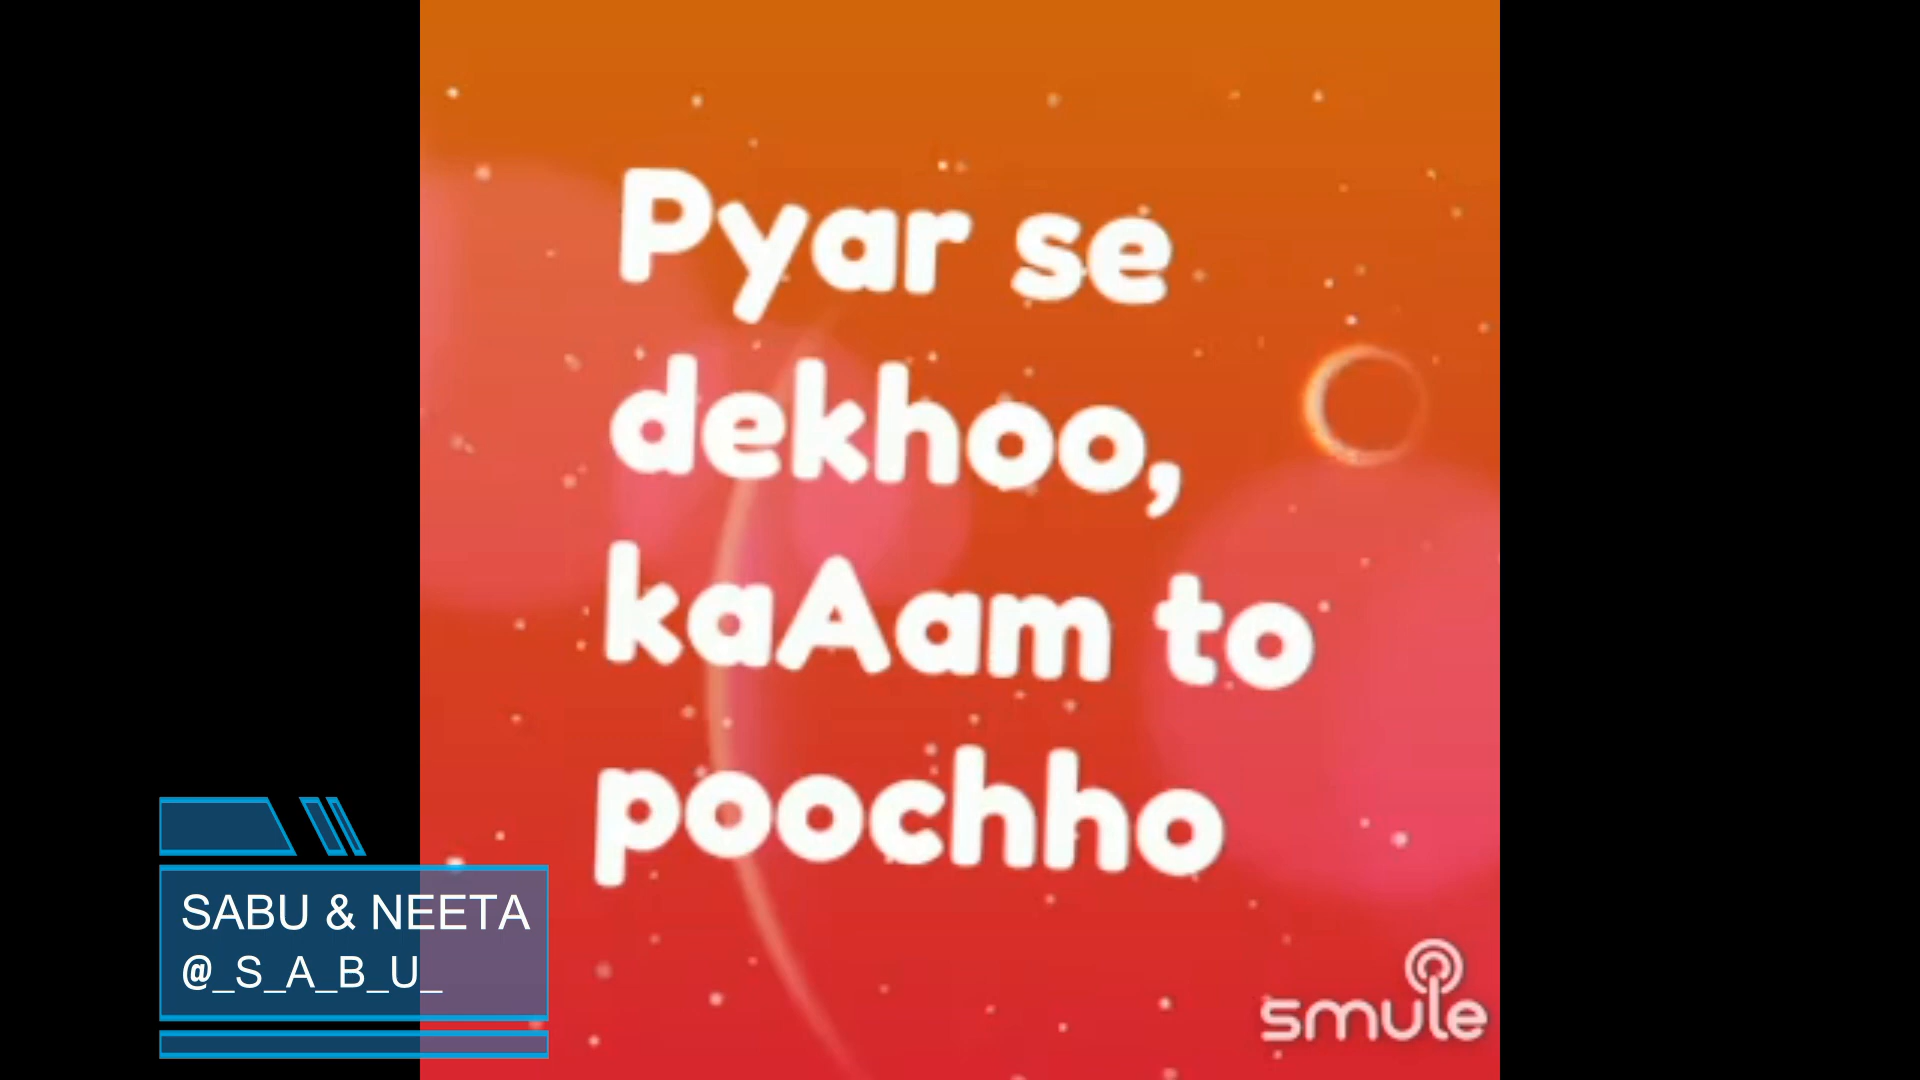 Pyar se
dekhoo,
kaAam to
poochho
SABU & NEETA
@_S_A_B_U_
smule